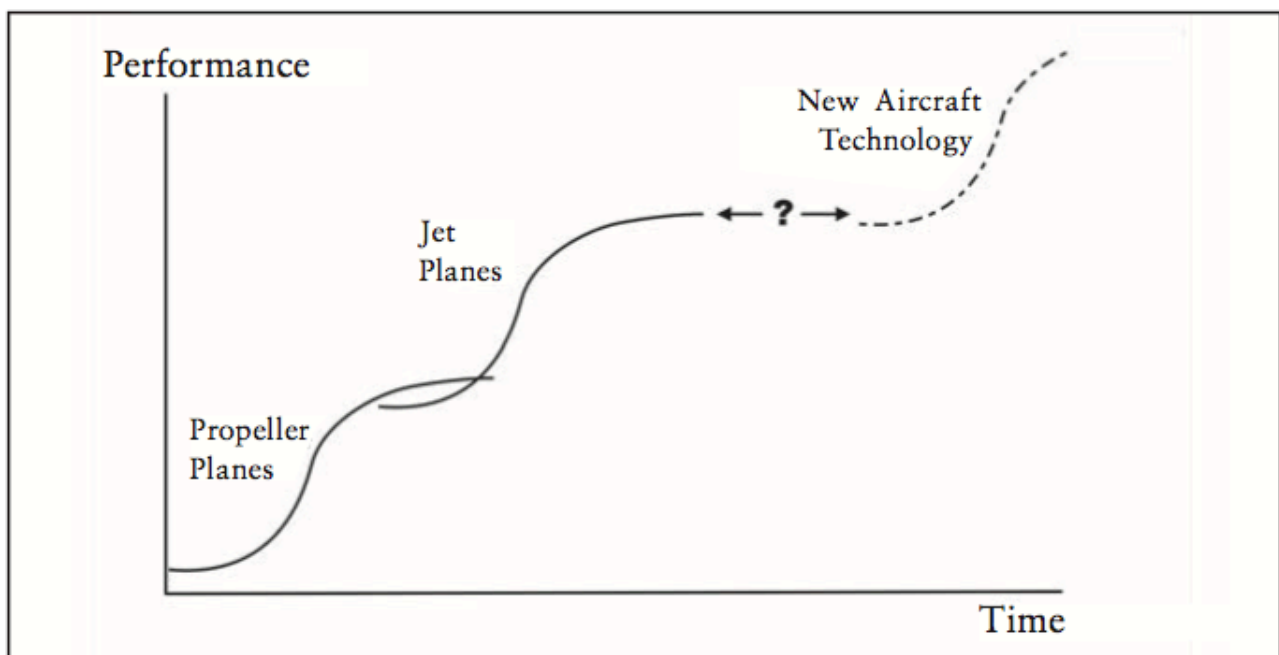 Performance
New Aircraft
Technology
?
Jet
Planes
Propeller
Planes
Time